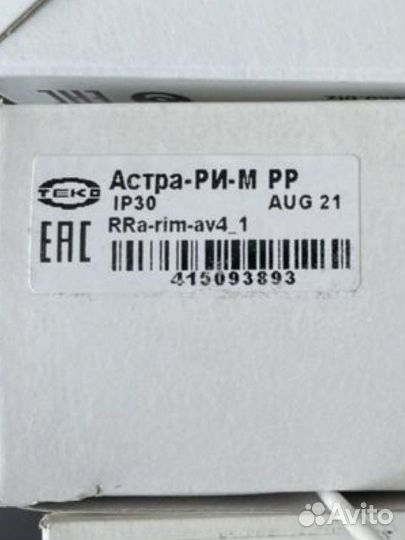 ТЕКО
Астра-РИ-М РР
IP30 AUG 21
EAC
RRa-rim-av4_1
415093893
Avito